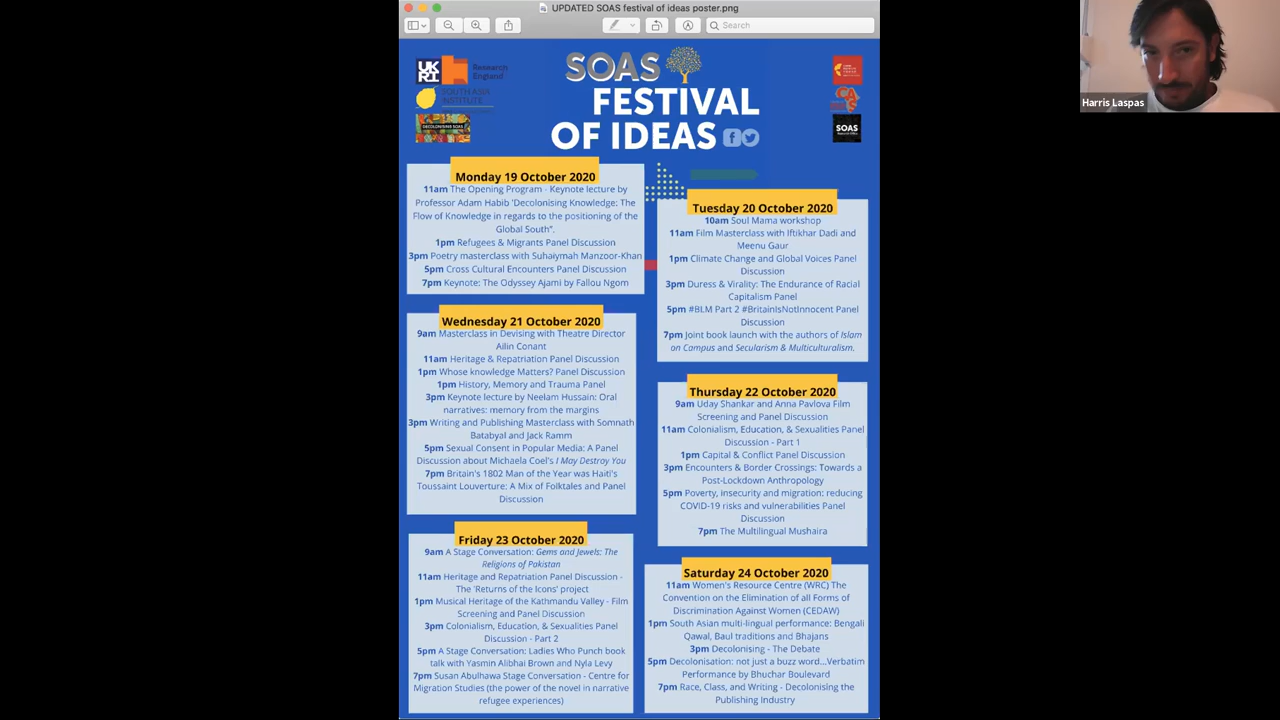 UPDATED SOAS festival of ideas poster.png
Search
Harris Laspas
UK
RI
Research
England
SOUTH ASIA
INSTITUTE
DECOLONISING SOAS
SOAS
FESTIVAL
OF IDEAS
SOAS
Monday 19 October 2020
11am The Opening Program - Keynote lecture by
Professor Adam Habib 'Decolonising Knowledge: The
Flow of Knowledge in regards to the positioning of the
Global South".
1pm Refugees & Migrants Panel Discussion
3pm Poetry masterclass with Suhaiymah Manzoor-Khan
5pm Cross Cultural Encounters Panel Discussion
7pm Keynote: The Odyssey Ajami by Fallou Ngom
Tuesday 20 October 2020
10am Soul Mama workshop
11am Film Masterclass with Iftikhar Dadi and
Meenu Gaur
1pm Climate Change and Global Voices Panel
Discussion
3pm Duress & Virality: The Endurance of Racial
Capitalism Panel
5pm #BLM Part 2 #BritainIsNotInnocent Panel
Discussion
7pm Joint book launch with the authors of Islam
on Campus and Secularism & Multiculturalism.
Wednesday 21 October 2020
9am Masterclass in Devising with Theatre Director
Ailin Conant
11am Heritage & Repatriation Panel Discussion
1pm Whose knowledge Matters? Panel Discussion
1pm History, Memory and Trauma Panel
3pm Keynote lecture by Neelam Hussain: Oral
narratives: memory from the margins
3pm Writing and Publishing Masterclass with Somnath
Batabyal and Jack Ramm
5pm Sexual Consent in Popular Media: A Panel
Discussion about Michaela Coel's I May Destroy You
7pm Britain's 1802 Man of the Year was Haiti's
Toussaint Louverture: A Mix of Folktales and Panel
Discussion
Thursday 22 October 2020
9am Uday Shankar and Anna Pavlova Film
Screening and Panel Discussion
11am Colonialism, Education, & Sexualities Panel
Discussion - Part 1
1pm Capital & Conflict Panel Discussion
3pm Encounters & Border Crossings: Towards a
Post-Lockdown Anthropology
5pm Poverty, insecurity and migration: reducing
COVID-19 risks and vulnerabilities Panel
Discussion
7pm The Multilingual Mushaira
Friday 23 October 2020
9am A Stage Conversation: Gems and Jewels: The
Religions of Pakistan
11am Heritage and Repatriation Panel Discussion -
The 'Returns of the Icons' project
1pm Musical Heritage of the Kathmandu Valley - Film
Screening and Panel Discussion
3pm Colonialism, Education, & Sexualities Panel
Discussion - Part 2
5pm A Stage Conversation: Ladies Who Punch book
talk with Yasmin Alibhai Brown and Nyla Levy
7pm Susan Abulhawa Stage Conversation - Centre for
Migration Studies (the power of the novel in narrative
refugee experiences)
Saturday 24 October 2020
11am Women's Resource Centre (WRC) The
Convention on the Elimination of all Forms of
Discrimination Against Women (CEDAW)
1pm South Asian multi-lingual performance: Bengali
Qawal, Baul traditions and Bhajans
3pm Decolonising - The Debate
5pm Decolonisation: not just a buzz word...Verbatim
Performance by Bhuchar Boulevard
7pm Race, Class, and Writing - Decolonising the
Publishing Industry